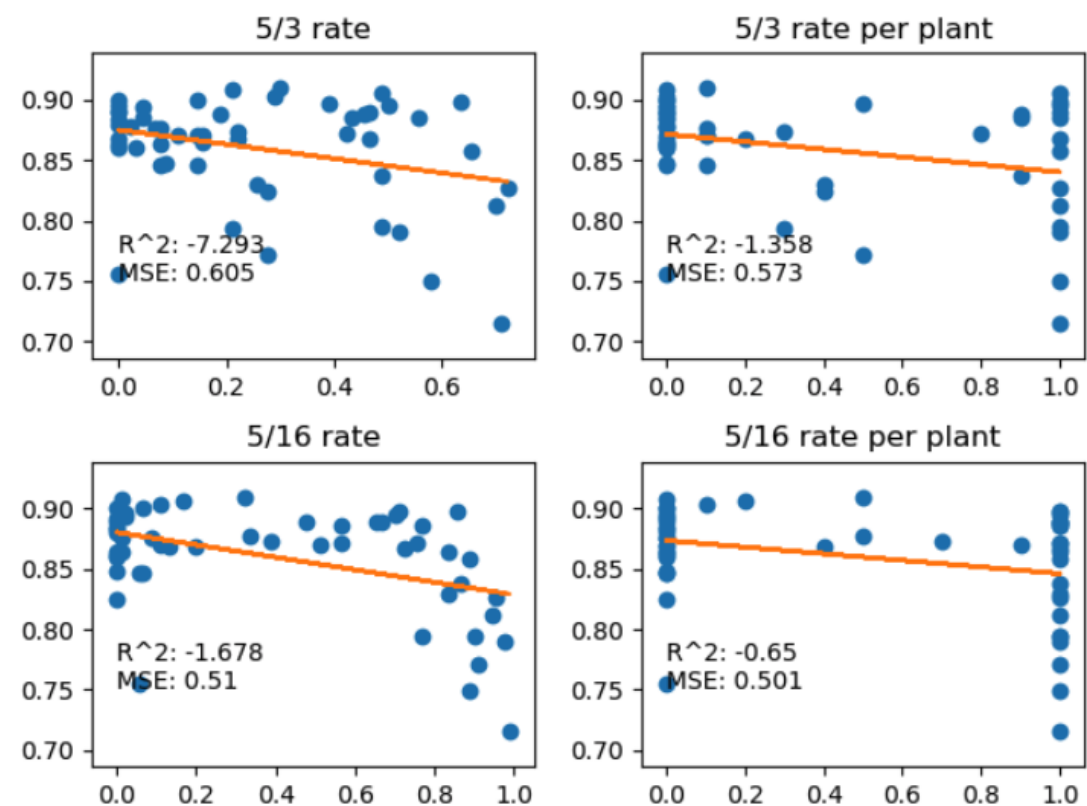 5/3 rate
0.90
0.85
0.80
0.75
0.70
R^2: -7.293
MSE: 0.605
0.0 0.2 0.4 0.6
5/3 rate per plant
0.90
0.85
0.80
0.75
0.70
R^2: -1.358
MSE: 0.573
0.0 0.2 0.4 0.6 0.8 1.0
5/16 rate
0.90
0.85
0.80
0.75
0.70
R^2: -1.678
MSE: 0.51
0.0 0.2 0.4 0.6 0.8 1.0
5/16 rate per plant
0.90
0.85
0.80
0.75
0.70
R^2: -0.65
MSE: 0.501
0.0 0.2 0.4 0.6 0.8 1.0